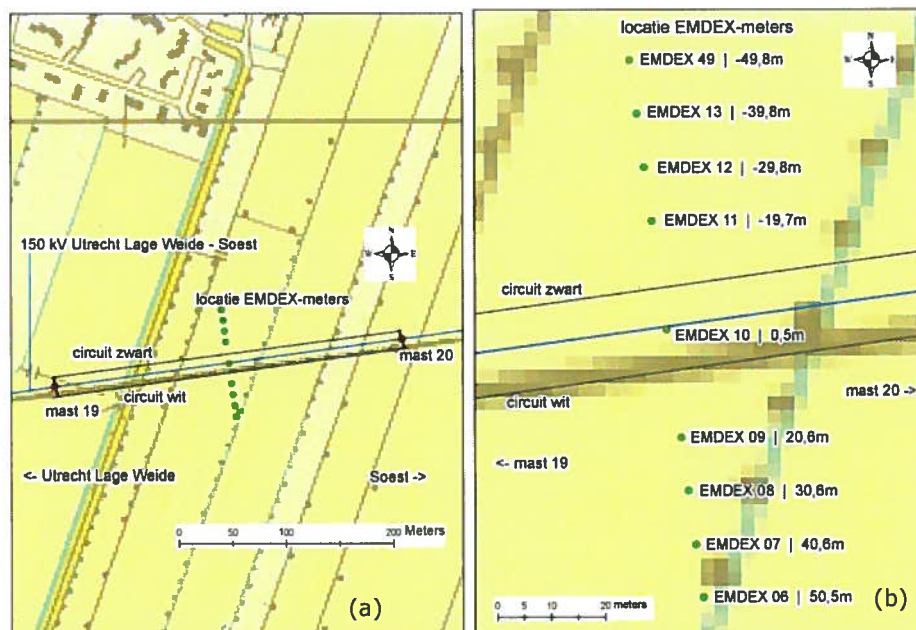 150 kV Utrecht Lage Weide - Soest
N
W E
S
locatie EMDEX-meters
circuit zwart
mast 20
mast 19
circuit wit
<- Utrecht Lage Weide
Soest ->
0 50 100 200 Meters
(a)
locatie EMDEX-meters
N
W E
S
EMDEX 49 | -49,8m
EMDEX 13 | -39,8m
EMDEX 12 | -29,8m
EMDEX 11 | -19,7m
circuit zwart
EMDEX 10 | 0,5m
mast 20 ->
circuit wit
EMDEX 09 | 20,6m
<- mast 19
EMDEX 08 | 30,6m
EMDEX 07 | 40,6m
EMDEX 06 | 50,5m
0 5 10 20
meters
(b)